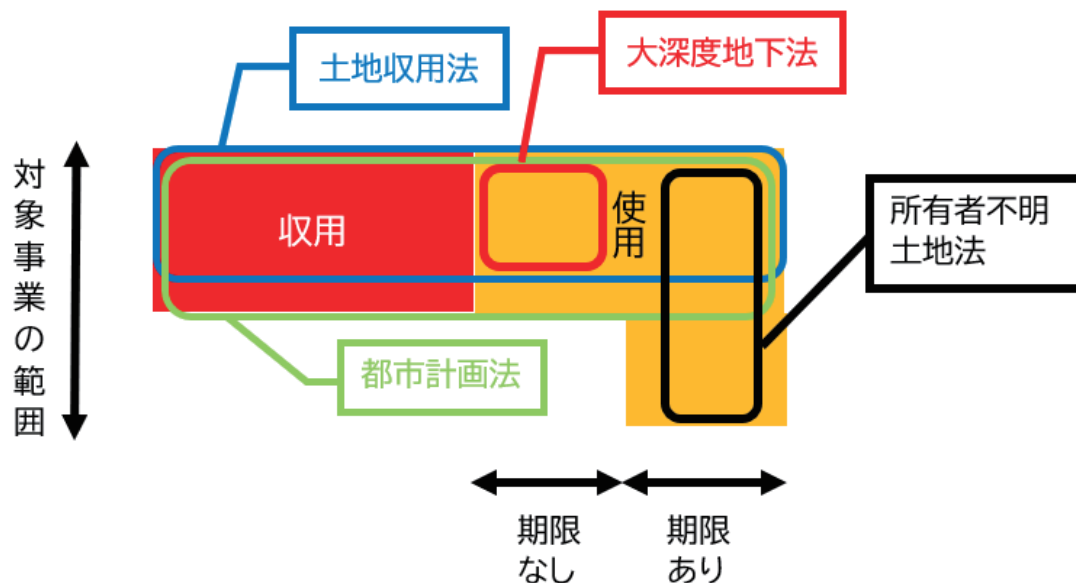 土地収用法
大深度地下法
対象事業の範囲
収用
使用
所有者不明
土地法
都市計画法
期限
なし
期限
あり